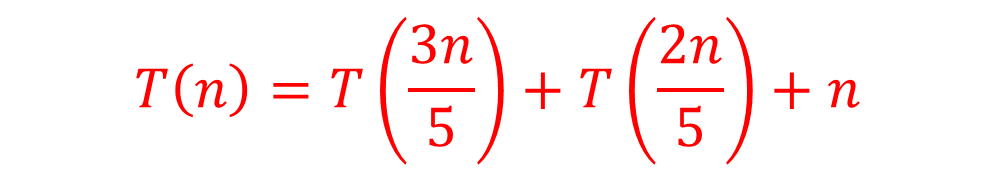 T(n) = T(3n/5) + T(2n/5) + n